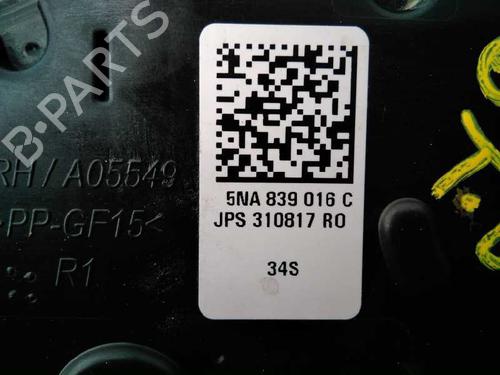 B-PARTS
RH/A05549
>PP-GF15<
R1
5NA 839 016 C
JPS 310817 RO
34S